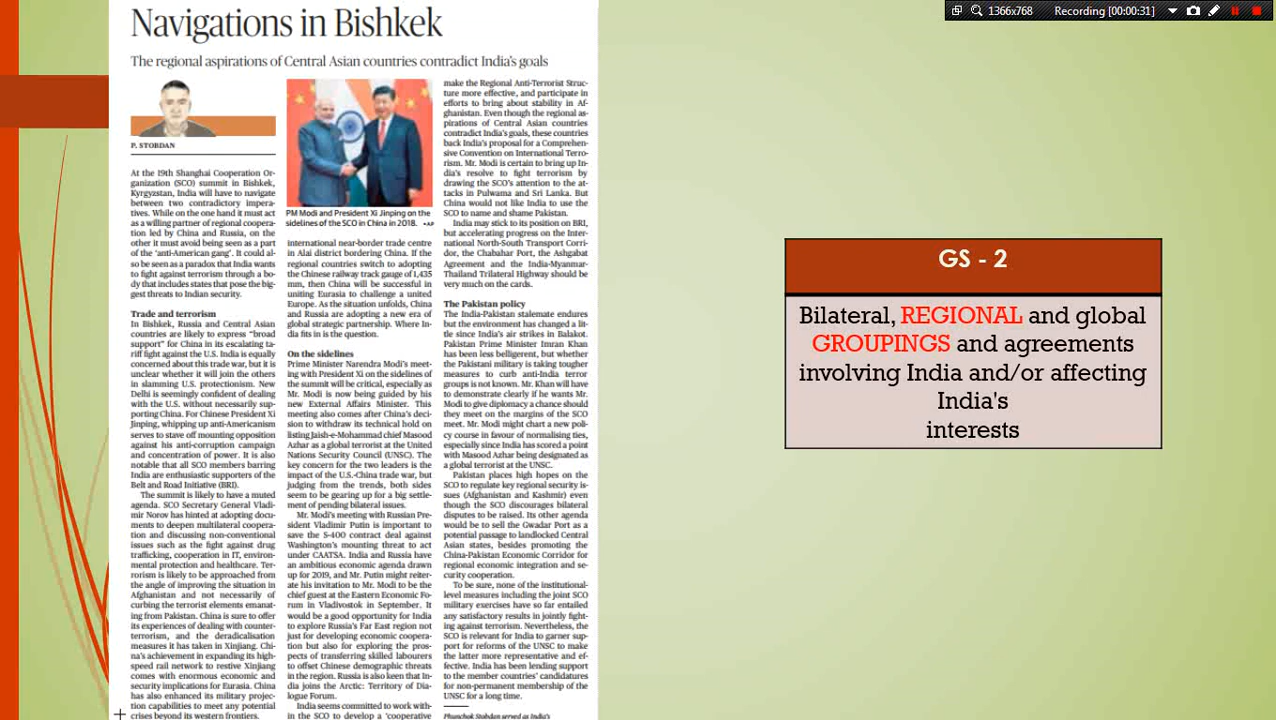 Navigations in Bishkek
The regional aspirations of Central Asian countries contradict India's goals
P. STOBDAN
At the 19th Shanghai Cooperation Or-
ganization (SCO) summit in Bishkek,
Kyrgyzstan, India will have to navigate
between two contradictory impera-
tives. While on the one hand it must act
as a willing partner of regional coopera-
tion led by China and Russia, on the
other it must avoid being seen as a part
of the 'anti-American gang'. It could al-
so be seen as a paradox that India wants
to fight against terrorism through a bo-
dy that includes states that pose the big-
gest threats to Indian security.
Trade and terrorism
In Bishkek, Russia and Central Asian
countries are likely to express "broad
support" for China in its escalating ta-
riff fight against the U.S. India is equally
concerned about this trade war, but it is
unclear whether it will join the others
in slamming U.S. protectionism. New
Delhi is seemingly confident of dealing
with the U.S. without necessarily sup-
porting China. For Chinese President Xi
Jinping, whipping up anti-Americanism
serves to stave off mounting opposition
against his anti-corruption campaign
and concentration of power. It is also
notable that all SCO members barring
India are enthusiastic supporters of the
Belt and Road Initiative (BRI).
The summit is likely to have a muted
agenda. SCO Secretary General Vladi-
mir Norov has hinted at adopting docu-
ments to deepen multilateral coopera-
tion and discussing non-conventional
issues such as the fight against drug
trafficking, cooperation in IT, environ-
mental protection and healthcare. Ter-
rorism is likely to be approached from
the angle of improving the situation in
Afghanistan and not necessarily of
curbing the terrorist elements emanat-
ing from Pakistan. China is sure to offer
its experiences of dealing with counter-
terrorism, and the deradicalisation
measures it has taken in Xinjiang. Chi-
na's achievement in expanding its high-
speed rail network to restive Xinjiang
comes with enormous economic and
security implications for Eurasia. China
has also enhanced its military projec-
tion capabilities to meet any potential
crises beyond its western frontiers.
PM Modi and President Xi Jinping on the
sidelines of the SCO in China in 2018. •AP
international near-border trade centre
in Alai district bordering China. If the
regional countries switch to adopting
the Chinese railway track gauge of 1,435
mm, then China will be successful in
uniting Eurasia to challenge a united
Europe. As the situation unfolds, China
and Russia are adopting a new era of
global strategic partnership. Where In-
dia fits in is the question.
On the sidelines
Prime Minister Narendra Modi's meet-
ing with President Xi on the sidelines of
the summit will be critical, especially as
Mr. Modi is now being guided by his
new External Affairs Minister. This
meeting also comes after China's deci-
sion to withdraw its technical hold on
listing Jaish-e-Mohammad chief Masood
Azhar as a global terrorist at the United
Nations Security Council (UNSC). The
key concern for the two leaders is the
impact of the U.S.-China trade war, but
judging from the trends, both sides
seem to be gearing up for a big settle-
ment of pending bilateral issues.
Mr. Modi's meeting with Russian Pre-
sident Vladimir Putin is important to
save the S-400 contract deal against
Washington's mounting threat to act
under CAATSA. India and Russia have
an ambitious economic agenda drawn
up for 2019, and Mr. Putin might reiter-
ate his invitation to Mr. Modi to be the
chief guest at the Eastern Economic Fo-
rum in Vladivostok in September. It
would be a good opportunity for India
to explore Russia's Far East region not
just for developing economic coopera-
tion but also for exploring the pros-
pects of transferring skilled labourers
to offset Chinese demographic threats
in the region. Russia is also keen that In-
dia joins the Arctic: Territory of Dia-
logue Forum.
India seems committed to work with-
in the SCO to develop a 'cooperative
make the Regional Anti-Terrorist Struc-
ture more effective, and participate in
efforts to bring about stability in Af-
ghanistan. Even though the regional as-
pirations of Central Asian countries
contradict India's goals, these countries
back India's proposal for a Comprehen-
sive Convention on International Terro-
rism. Mr. Modi is certain to bring up In-
dia's resolve to fight terrorism by
drawing the SCO's attention to the at-
tacks in Pulwama and Sri Lanka. But
China would not like India to use the
SCO to name and shame Pakistan.
India may stick to its position on BRI,
but accelerating progress on the Inter-
national North-South Transport Corri-
dor, the Chabahar Port, the Ashgabat
Agreement and the India-Myanmar-
Thailand Trilateral Highway should be
very much on the cards.
The Pakistan policy
The India-Pakistan stalemate endures
but the environment has changed a lit-
tle since India's air strikes in Balakot.
Pakistan Prime Minister Imran Khan
has been less belligerent, but whether
the Pakistani military is taking tougher
measures to curb anti-India terror
groups is not known. Mr. Khan will have
to demonstrate clearly if he wants Mr.
Modi to give diplomacy a chance should
they meet on the margins of the SCO
meet. Mr. Modi might chart a new pol-
icy course in favour of normalising ties,
especially since India has scored a point
with Masood Azhar being designated as
a global terrorist at the UNSC.
Pakistan places high hopes on the
SCO to regulate key regional security is-
sues (Afghanistan and Kashmir) even
though the SCO discourages bilateral
disputes to be raised. Its other agenda
would be to sell the Gwadar Port as a
potential passage to landlocked Central
Asian states, besides promoting the
China-Pakistan Economic Corridor for
regional economic integration and se-
curity cooperation.
To be sure, none of the institutional-
level measures including the joint SCO
military exercises have so far entailed
any satisfactory results in jointly fight-
ing against terrorism. Nevertheless, the
SCO is relevant for India to garner sup-
port for reforms of the UNSC to make
the latter more representative and ef-
fective. India has been lending support
to the member countries' candidatures
for non-permanent membership of the
UNSC for a long time.
Phunchok Stobdan served as India's
1366x768 Recording [00:00:31]
GS - 2
Bilateral, REGIONAL and global
GROUPINGS and agreements
involving India and/or affecting
India's
interests